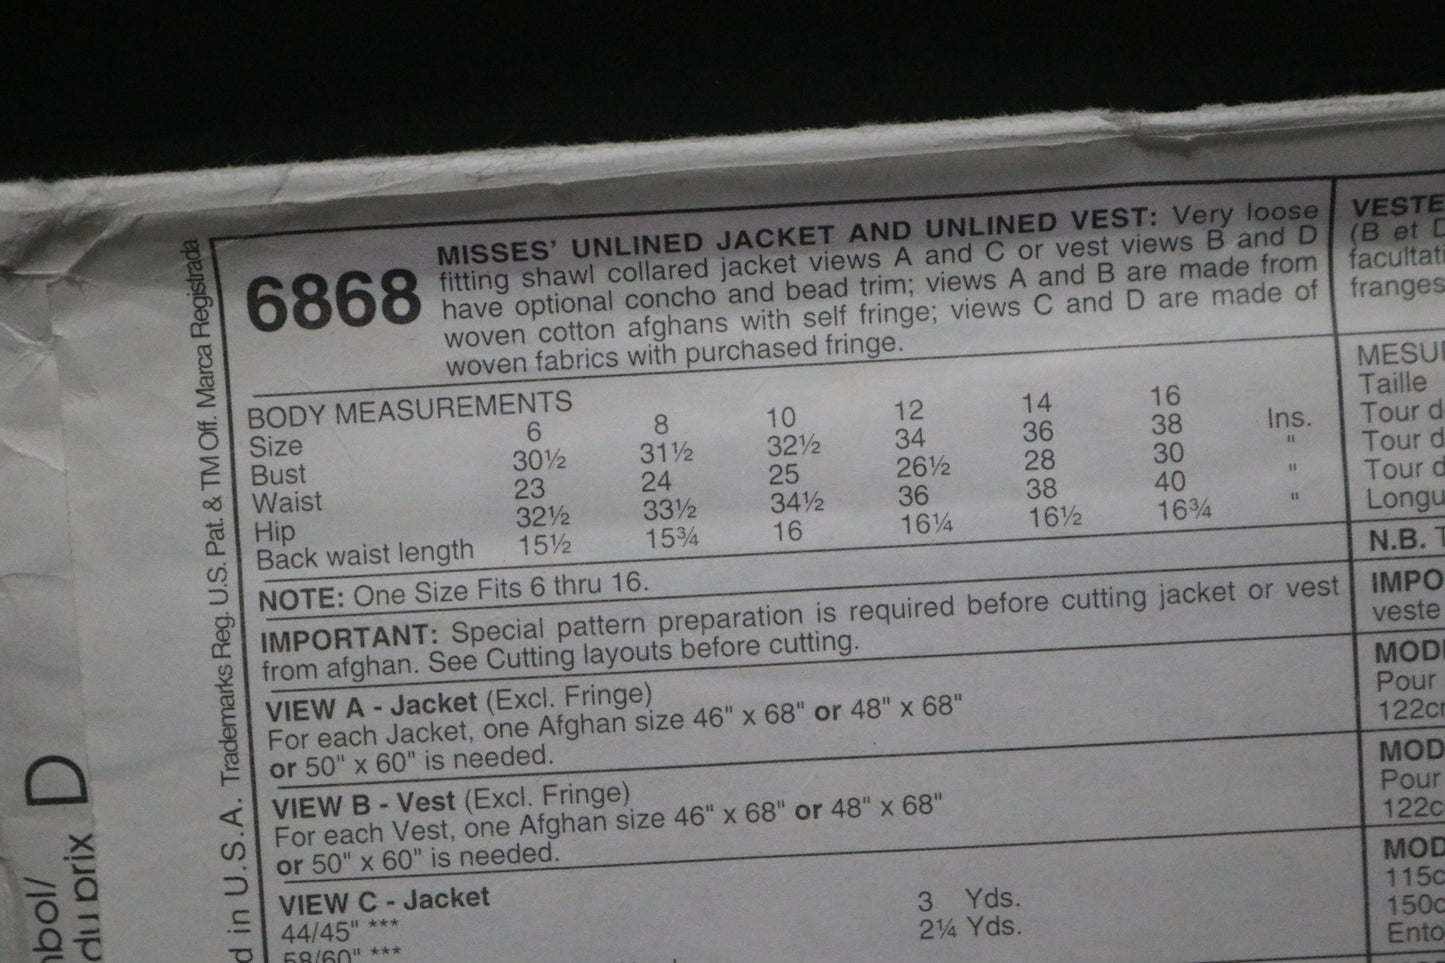 6868
MISSES' UNLINED JACKET AND UNLINED VEST: Very loose
fitting shawl collared jacket views A and C or vest views B and D
have optional concho and bead trim; views A and B are made from
woven cotton afghans with self fringe; views C and D are made of
woven fabrics with purchased fringe.
BODY MEASUREMENTS
Size 6 8 10 12 14 16
Bust 30½ 31½ 32½ 34 36 38 Ins.
Waist 23 24 25 26½ 28 30 "
Hip 32½ 33½ 34½ 36 38 40 "
Back waist length 15½ 15¾ 16 16¼ 16½ 16¾ "
NOTE: One Size Fits 6 thru 16.
IMPORTANT: Special pattern preparation is required before cutting jacket or vest
from afghan. See Cutting layouts before cutting.
VIEW A - Jacket (Excl. Fringe)
For each Jacket, one Afghan size 46" x 68" or 48" x 68"
or 50" x 60" is needed.
VIEW B - Vest (Excl. Fringe)
For each Vest, one Afghan size 46" x 68" or 48" x 68"
or 50" x 60" is needed.
VIEW C - Jacket
44/45" *** 3 Yds.
58/60" *** 2¼ Yds.
VESTE
(B et D
facultati
franges
MESU
Taille
Tour d
Tour d
Tour d
Longu
N.B. T
IMPO
veste
MOD
Pour
122c
MOD
Pour
122c
MOD
115c
150c
Ento
d in U.S.A. Trademarks Reg. U.S. Pat. & TM Off. Marca Registrada
bol/
du prix D